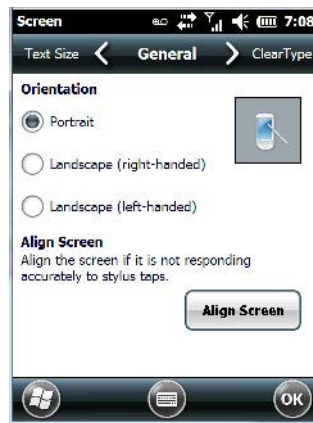 Screen 7:08
Text Size General ClearType
Orientation
Portrait
Landscape (right-handed)
Landscape (left-handed)
Align Screen
Align the screen if it is not responding
accurately to stylus taps.
Align Screen
OK